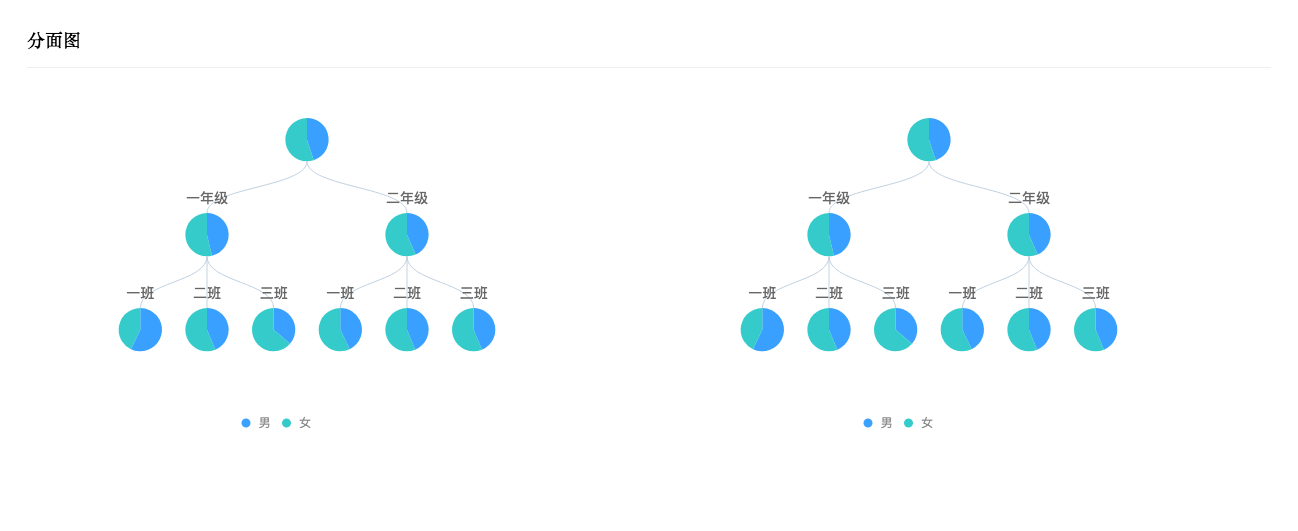 分面图
一年级 二年级 一年级 二年级
一班 二班 三班 一班 二班 三班 一班 二班 三班 一班 二班 三班
男 女 男 女